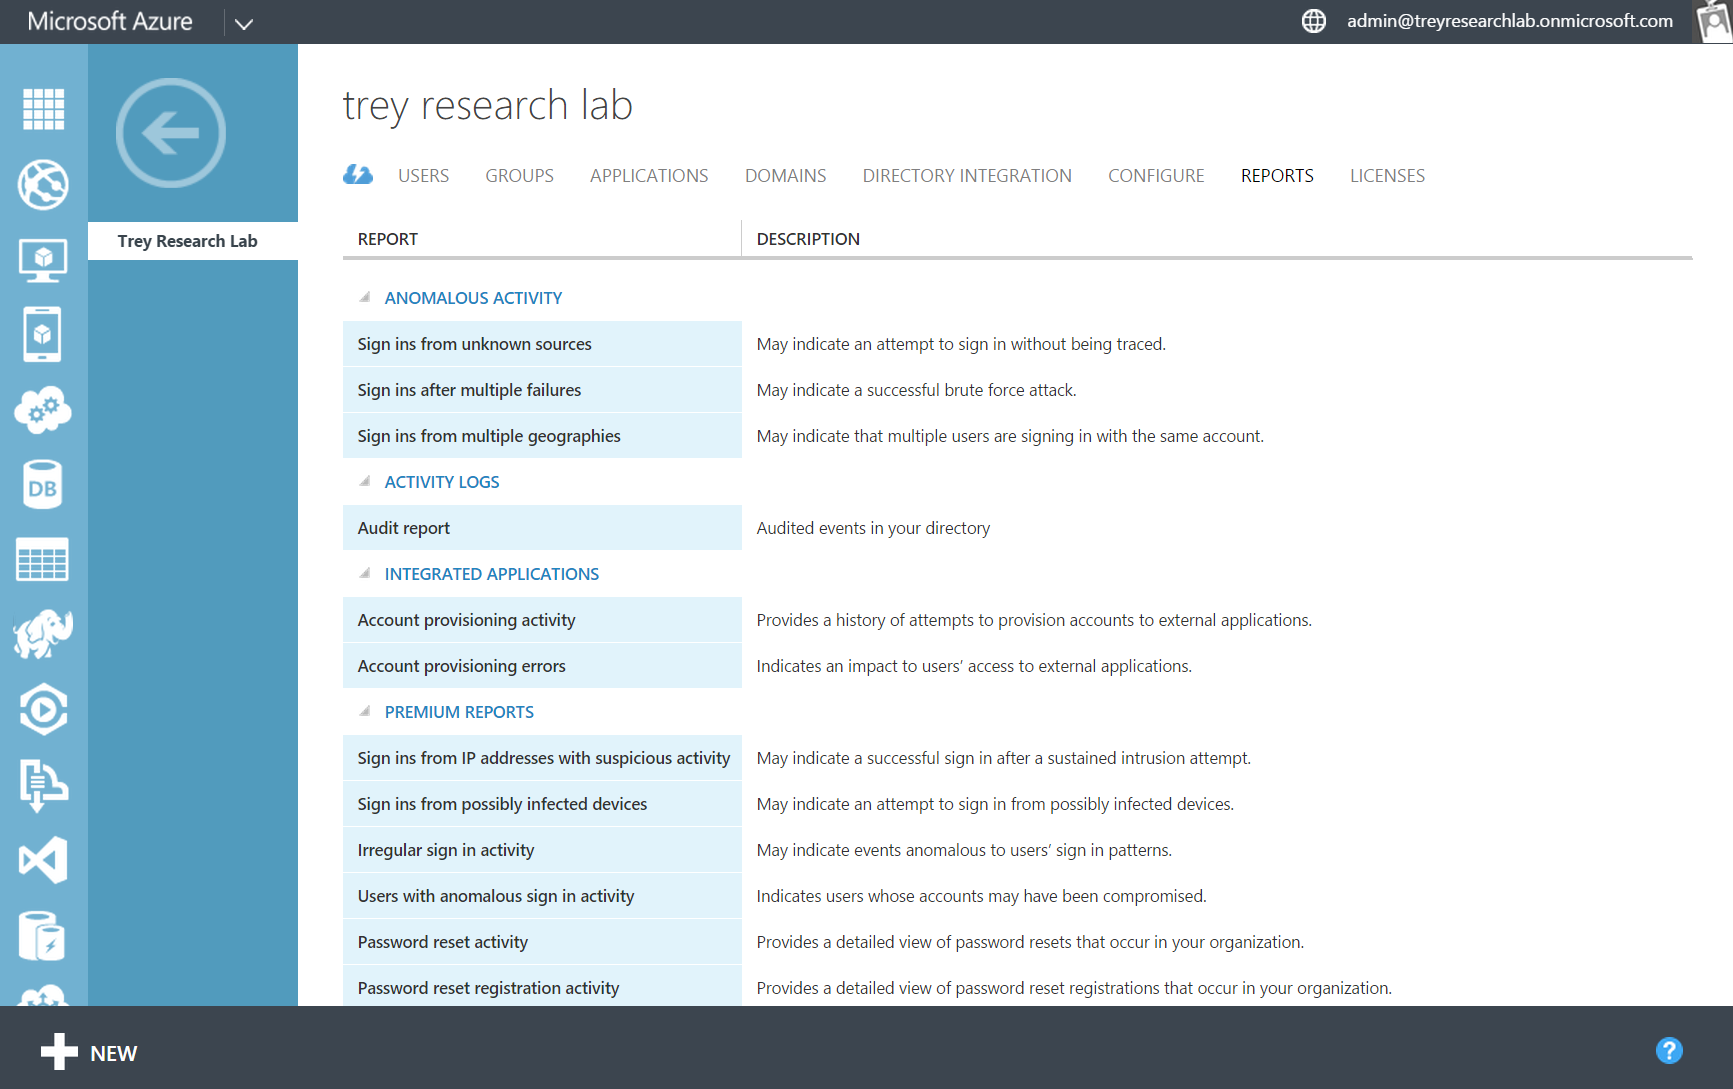 Microsoft Azure
admin@treyresearchlab.onmicrosoft.com
Trey Research Lab
DB
trey research lab
USERS GROUPS APPLICATIONS DOMAINS DIRECTORY INTEGRATION CONFIGURE REPORTS LICENSES
REPORT DESCRIPTION
ANOMALOUS ACTIVITY
Sign ins from unknown sources May indicate an attempt to sign in without being traced.
Sign ins after multiple failures May indicate a successful brute force attack.
Sign ins from multiple geographies May indicate that multiple users are signing in with the same account.
ACTIVITY LOGS
Audit report Audited events in your directory
INTEGRATED APPLICATIONS
Account provisioning activity Provides a history of attempts to provision accounts to external applications.
Account provisioning errors Indicates an impact to users' access to external applications.
PREMIUM REPORTS
Sign ins from IP addresses with suspicious activity May indicate a successful sign in after a sustained intrusion attempt.
Sign ins from possibly infected devices May indicate an attempt to sign in from possibly infected devices.
Irregular sign in activity May indicate events anomalous to users' sign in patterns.
Users with anomalous sign in activity Indicates users whose accounts may have been compromised.
Password reset activity Provides a detailed view of password resets that occur in your organization.
Password reset registration activity Provides a detailed view of password reset registrations that occur in your organization.
NEW
?